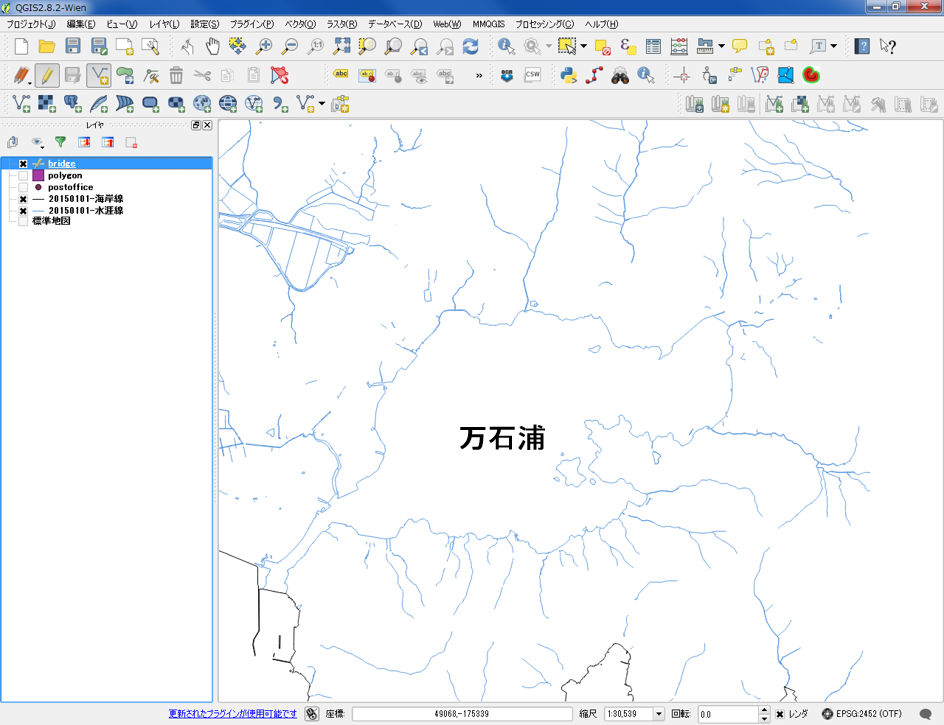 QGIS2.8.2-Wien
プロジェクト(J) 編集(E) ビュー(V) レイヤ(L) 設定(S) プラグイン(P) ベクタ(O) ラスタ(R) データベース(D) Web(W) MMQGIS プロセッシング(C) ヘルプ(H)
abc CSW
レイヤ
bridge
polygon
postoffice
20150101-海岸線
20150101-水涯線
標準地図
万石浦
更新されたプラグインが使用可能です 座標: 49068,-175339 縮尺 1:30,539 回転: 0.0 レンダ EPSG:2452 (OTF)